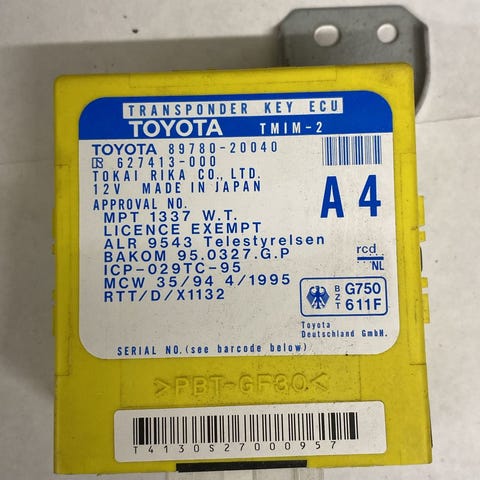 TRANSPONDER KEY ECU
TOYOTA TMIM-2
TOYOTA 89780-20040
627413-000
TOKAI RIKA CO., LTD.
12V MADE IN JAPAN
A4
APPROVAL NO.
MPT 1337 W.T.
LICENCE EXEMPT
ALR 9543 Telestyrelsen
BAKOM 95.0327.G.P
ICP-029TC-95
MCW 35/94 4/1995
RTT/D/X1132
rcd
NL
BZT G750
611F
Toyota
Deutschland GmbH.
SERIAL NO.(see barcode below)
>PBT-GF30<
T4130S27000957